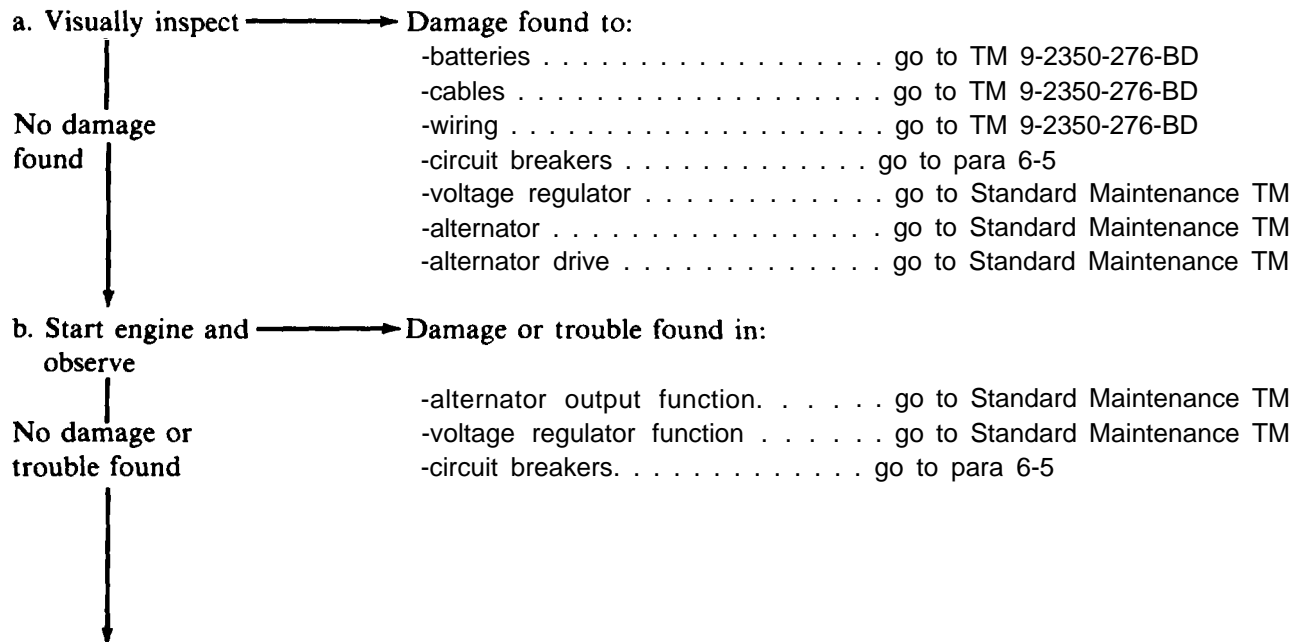 a. Visually inspect Damage found to:
-batteries . . . . . . . . . . . . . . . . . . . go to TM 9-2350-276-BD
-cables . . . . . . . . . . . . . . . . . . . . go to TM 9-2350-276-BD
No damage -wiring . . . . . . . . . . . . . . . . . . . . go to TM 9-2350-276-BD
found -circuit breakers . . . . . . . . . . . . . go to para 6-5
-voltage regulator . . . . . . . . . . . . . go to Standard Maintenance TM
-alternator . . . . . . . . . . . . . . . . . . go to Standard Maintenance TM
-alternator drive . . . . . . . . . . . . . . go to Standard Maintenance TM
b. Start engine and Damage or trouble found in:
observe
-alternator output function. . . . . . go to Standard Maintenance TM
No damage or -voltage regulator function . . . . . . go to Standard Maintenance TM
trouble found -circuit breakers. . . . . . . . . . . . . go to para 6-5